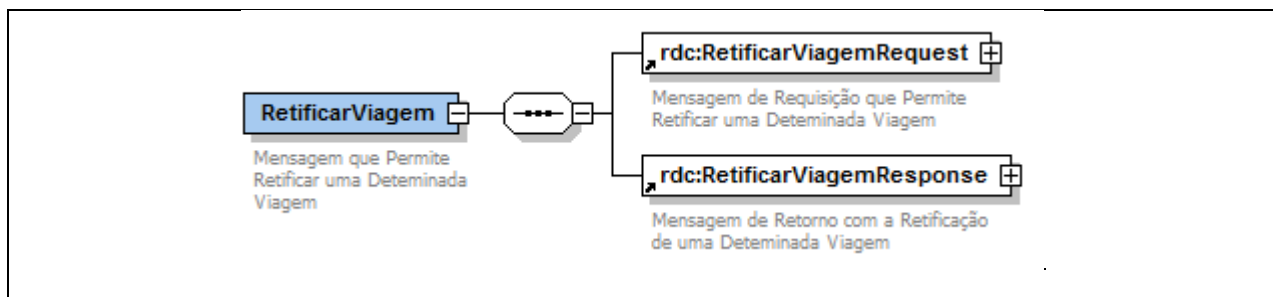 rdc:RetificarViagemRequest
Mensagem de Requisição que Permite
Retificar uma Deteminada Viagem
RetificarViagem
Mensagem que Permite
Retificar uma Deteminada
Viagem
rdc:RetificarViagemResponse
Mensagem de Retorno com a Retificação
de uma Deteminada Viagem
.